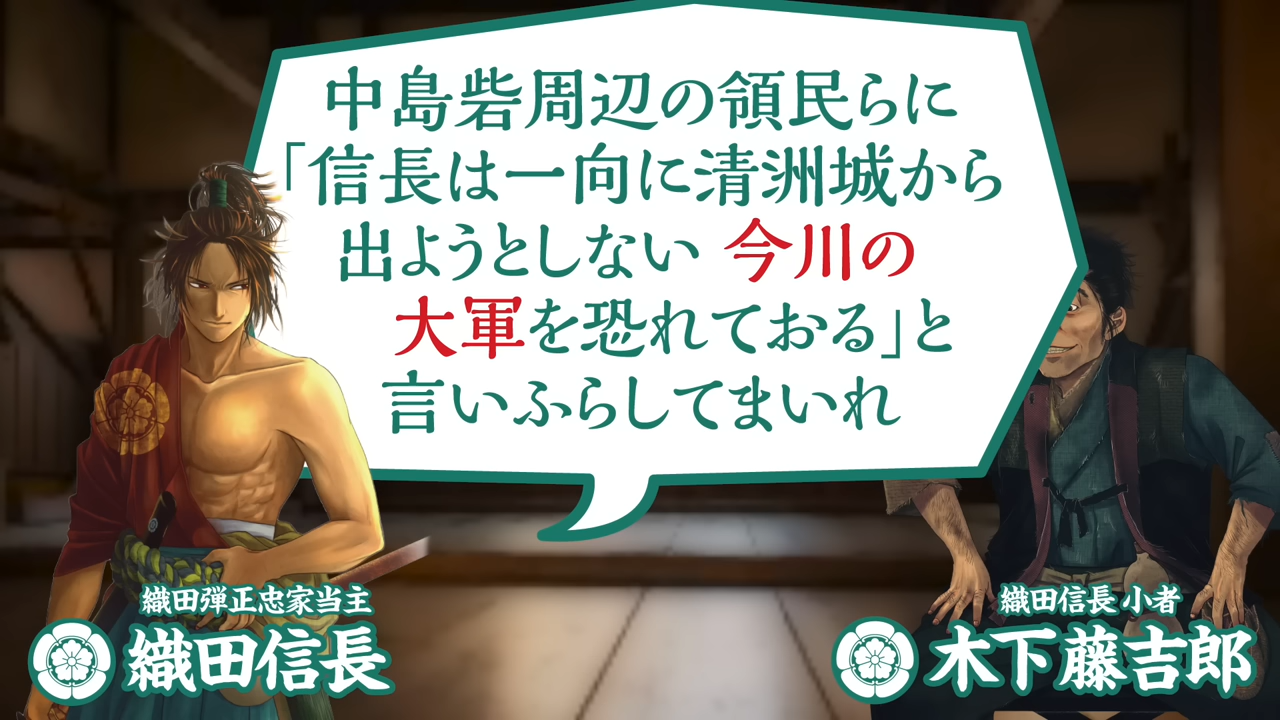 中島砦周辺の領民らに
「信長は一向に清洲城から
出ようとしない 今川の
大軍を恐れておる」と
言いふらしてまいれ
織田弾正忠家当主
織田信長
織田信長 小者
木下藤吉郎